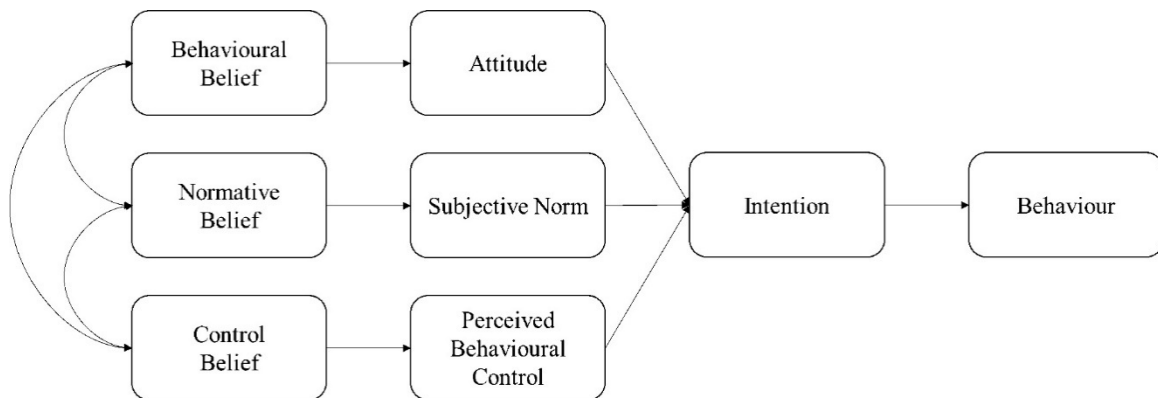 Behavioural
Belief
Attitude
Normative
Belief
Subjective Norm
Intention
Behaviour
Control
Belief
Perceived
Behavioural
Control